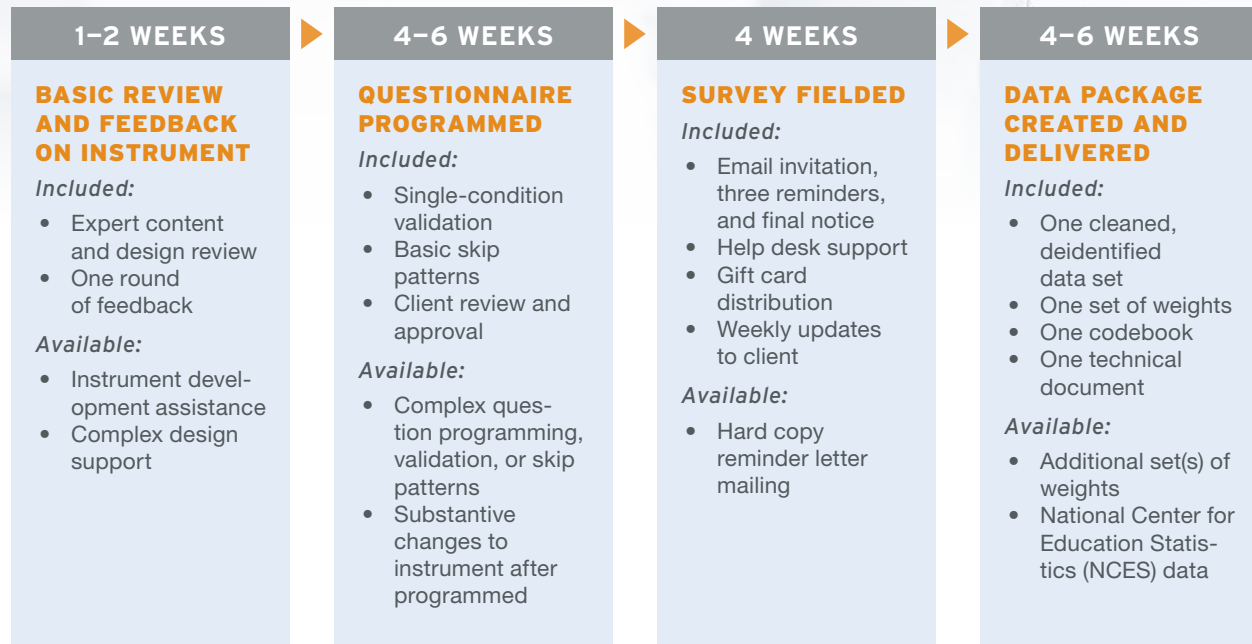 1–2 WEEKS
BASIC REVIEW
AND FEEDBACK
ON INSTRUMENT
Included:
• Expert content
and design review
• One round
of feedback
Available:
• Instrument devel-
opment assistance
• Complex design
support
4–6 WEEKS
QUESTIONNAIRE
PROGRAMMED
Included:
• Single-condition
validation
• Basic skip
patterns
• Client review and
approval
Available:
• Complex ques-
tion programming,
validation, or skip
patterns
• Substantive
changes to
instrument after
programmed
4 WEEKS
SURVEY FIELDED
Included:
• Email invitation,
three reminders,
and final notice
• Help desk support
• Gift card
distribution
• Weekly updates
to client
Available:
• Hard copy
reminder letter
mailing
4–6 WEEKS
DATA PACKAGE
CREATED AND
DELIVERED
Included:
• One cleaned,
deidentified
data set
• One set of weights
• One codebook
• One technical
document
Available:
• Additional set(s) of
weights
• National Center for
Education Statis-
tics (NCES) data